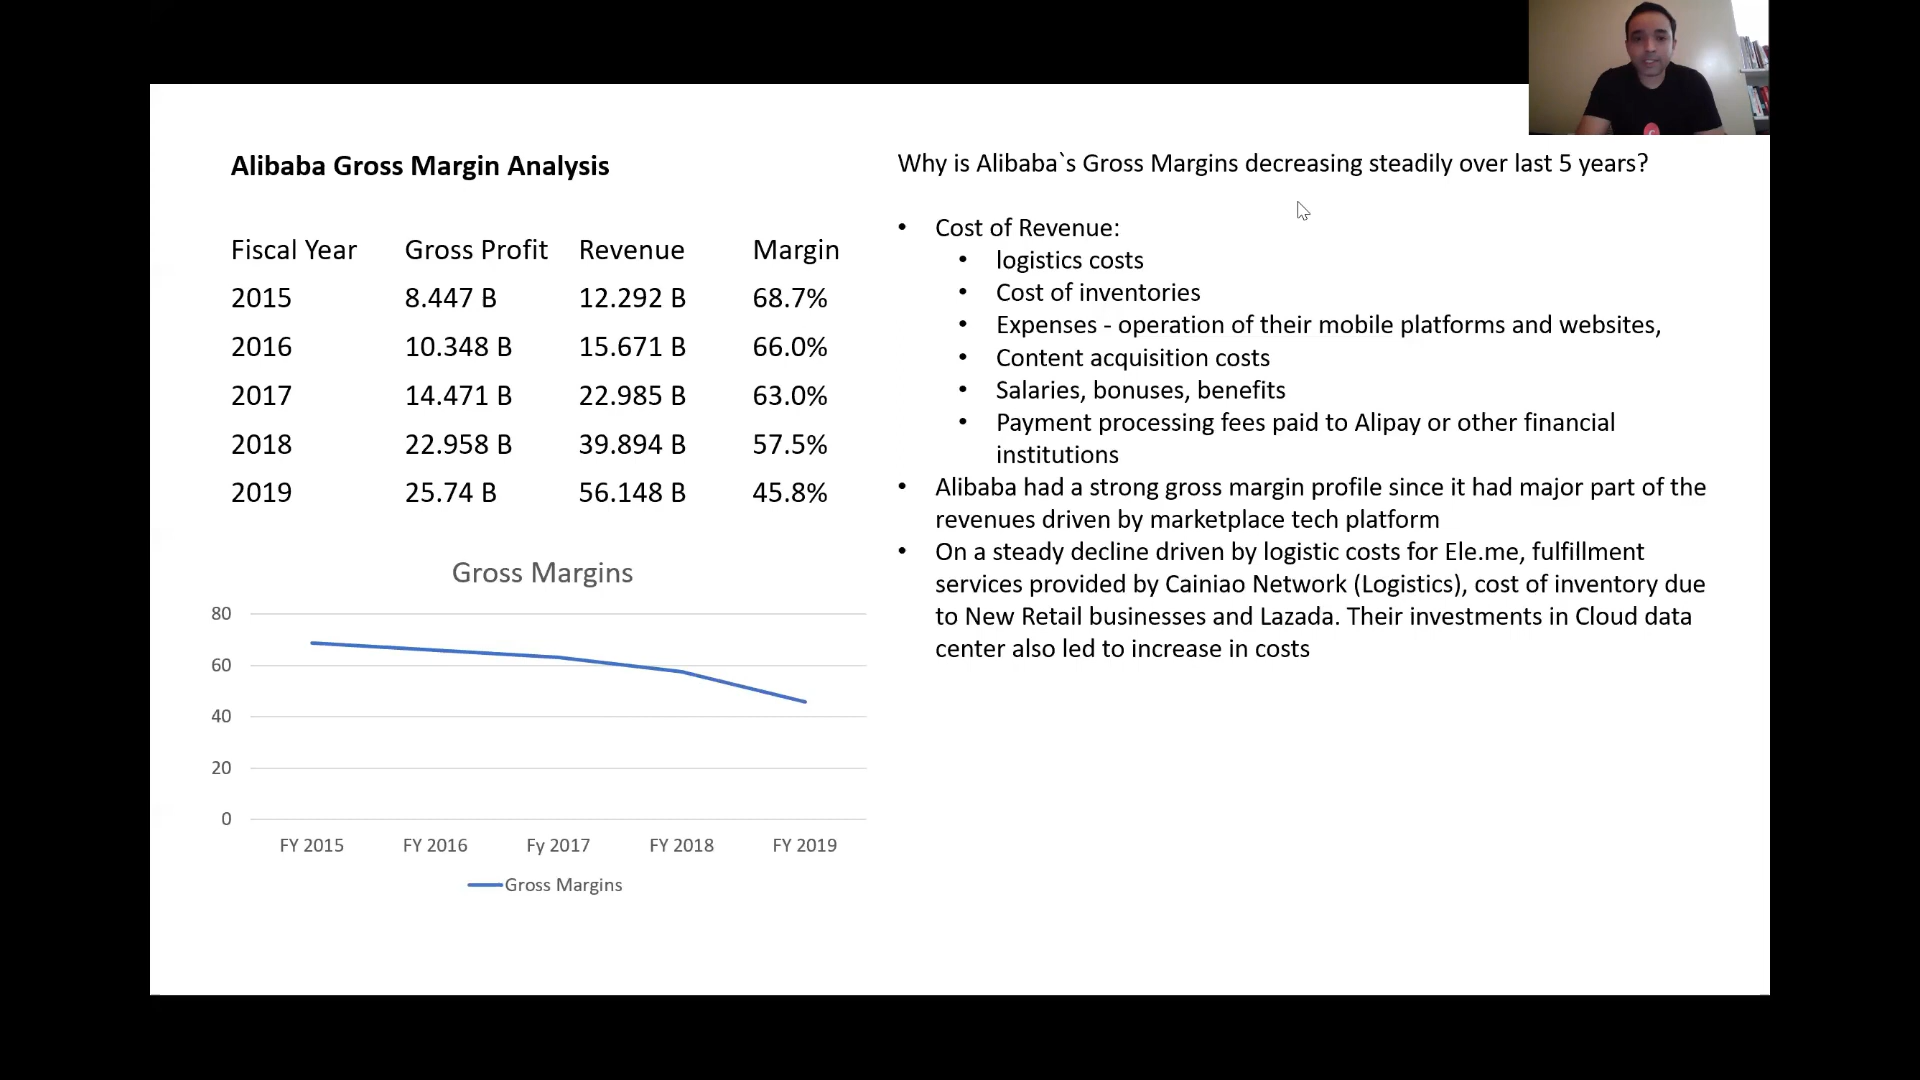 Alibaba Gross Margin Analysis
Fiscal Year Gross Profit Revenue Margin
2015 8.447 B 12.292 B 68.7%
2016 10.348 B 15.671 B 66.0%
2017 14.471 B 22.985 B 63.0%
2018 22.958 B 39.894 B 57.5%
2019 25.74 B 56.148 B 45.8%
Gross Margins
80
60
40
20
0
FY 2015 FY 2016 Fy 2017 FY 2018 FY 2019
Gross Margins
Why is Alibaba`s Gross Margins decreasing steadily over last 5 years?
• Cost of Revenue:
• logistics costs
• Cost of inventories
• Expenses - operation of their mobile platforms and websites,
• Content acquisition costs
• Salaries, bonuses, benefits
• Payment processing fees paid to Alipay or other financial
institutions
• Alibaba had a strong gross margin profile since it had major part of the
revenues driven by marketplace tech platform
• On a steady decline driven by logistic costs for Ele.me, fulfillment
services provided by Cainiao Network (Logistics), cost of inventory due
to New Retail businesses and Lazada. Their investments in Cloud data
center also led to increase in costs